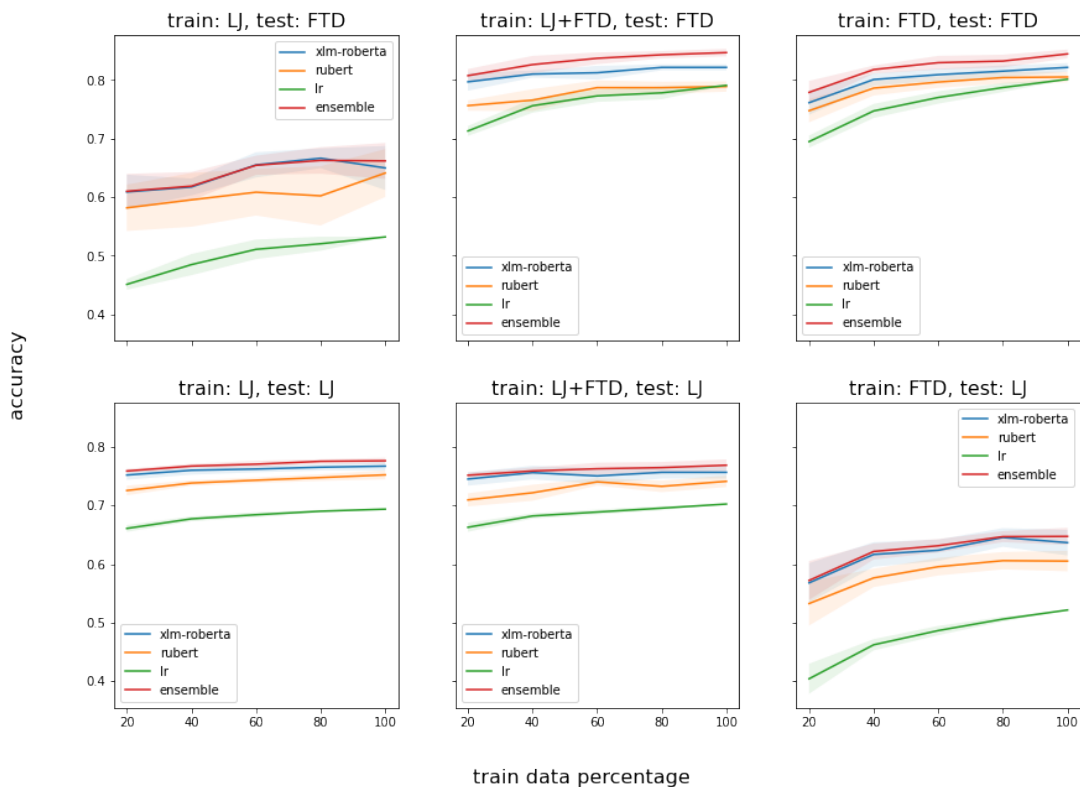 train: LJ, test: FTD
train: LJ+FTD, test: FTD
train: FTD, test: FTD
0.8
0.7
0.6
0.5
0.4
xlm-roberta
rubert
lr
ensemble
xlm-roberta
rubert
lr
ensemble
xlm-roberta
rubert
lr
ensemble
accuracy
train: LJ, test: LJ
train: LJ+FTD, test: LJ
train: FTD, test: LJ
0.8
0.7
0.6
0.5
0.4
xlm-roberta
rubert
lr
ensemble
xlm-roberta
rubert
lr
ensemble
xlm-roberta
rubert
lr
ensemble
20 40 60 80 100
20 40 60 80 100
20 40 60 80 100
train data percentage